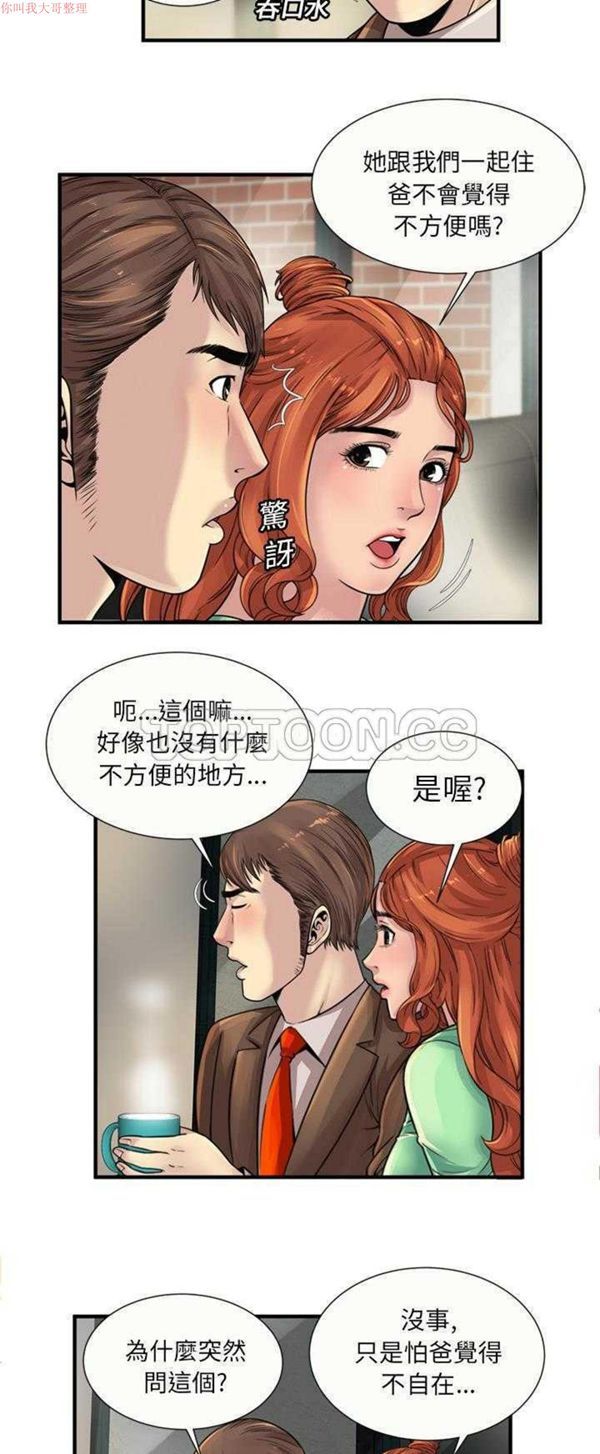 你叫我大哥整理
吞口水
她跟我們一起住
爸不會覺得
不方便嗎?
驚
訝
呃...這個嘛...
好像也沒有什麼
不方便的地方...
TOPTOON.CC
是喔?
為什麼突然
問這個?
沒事,
只是怕爸覺得
不自在...